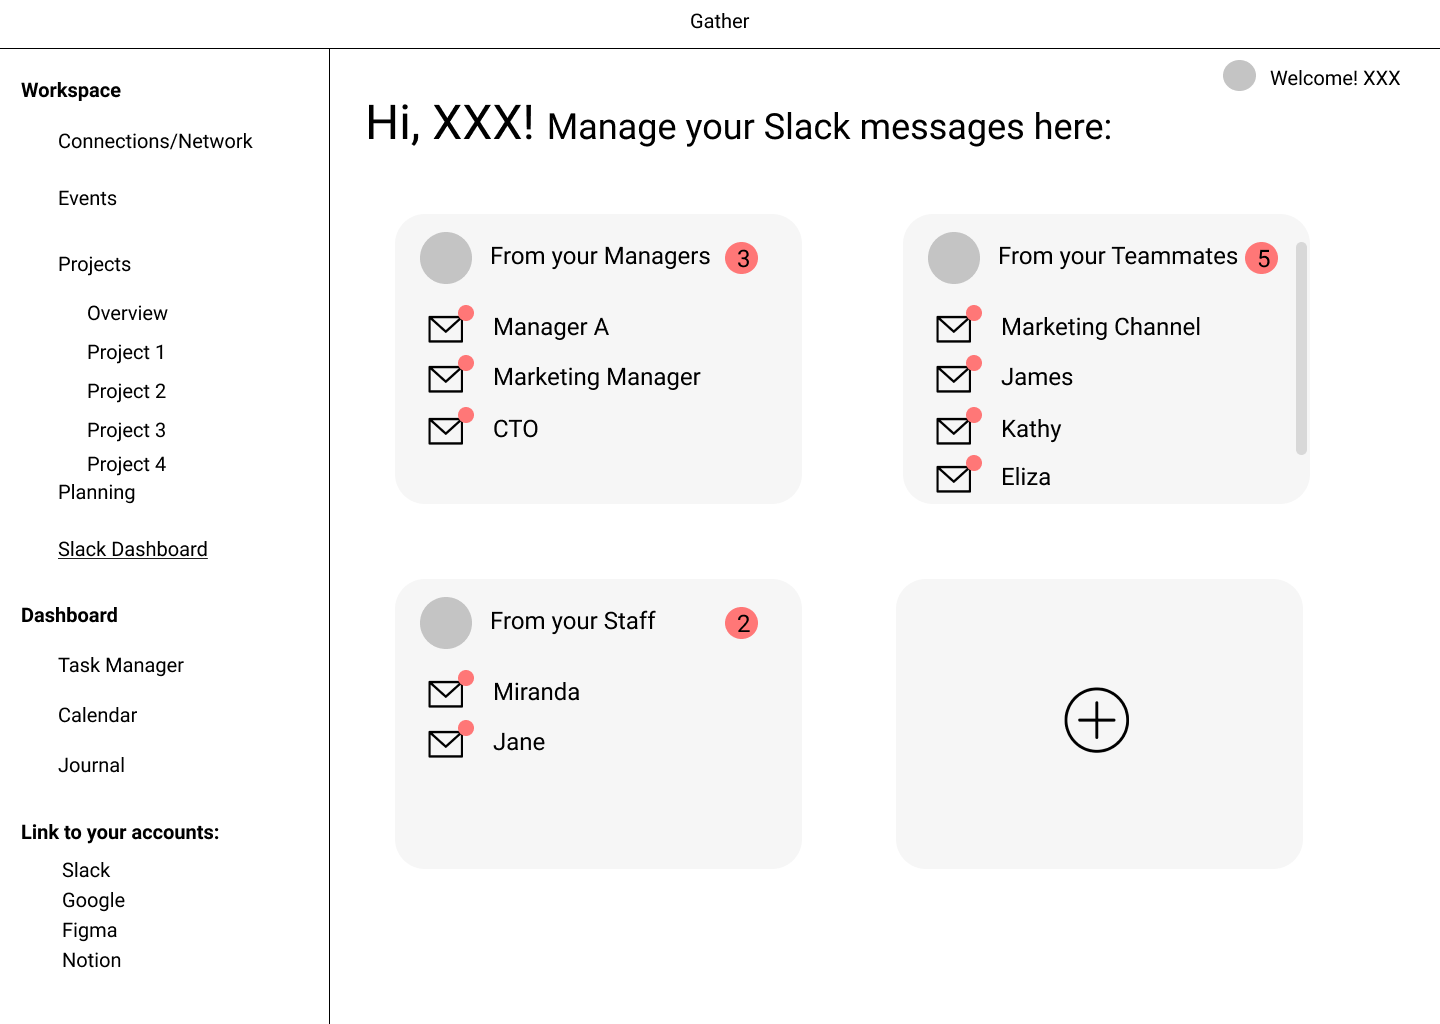 Gather
Welcome! XXX
Workspace
Connections/Network
Events
Projects
Overview
Project 1
Project 2
Project 3
Project 4
Planning
Slack Dashboard
Dashboard
Task Manager
Calendar
Journal
Link to your accounts:
Slack
Google
Figma
Notion
Hi, XXX! Manage your Slack messages here:
From your Managers 3
Manager A
Marketing Manager
CTO
From your Teammates 5
Marketing Channel
James
Kathy
Eliza
From your Staff 2
Miranda
Jane